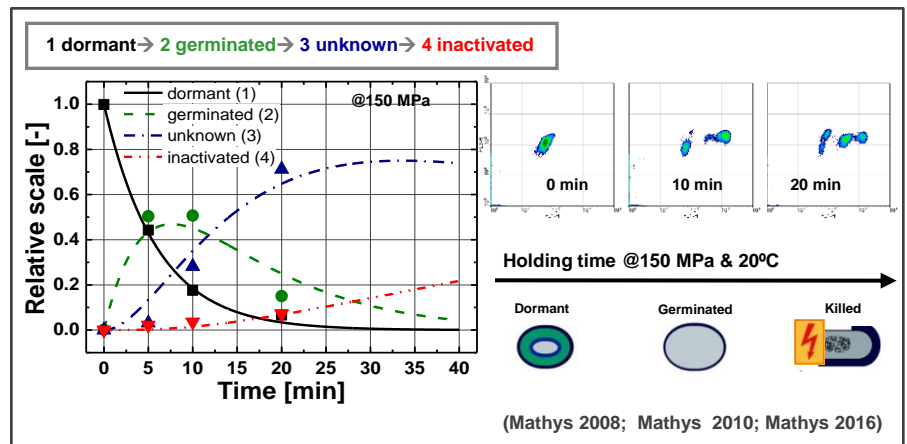 1 dormant→ 2 germinated→ 3 unknown→ 4 inactivated
Relative scale [-]
1.0
0.8
0.6
0.4
0.2
0.0
dormant (1)
germinated (2)
unknown (3)
inactivated (4)
@150 MPa
0 5 10 15 20 25 30 35 40
Time [min]
0 min
10 min
20 min
Holding time @150 MPa & 20ºC
Dormant
Germinated
Killed
(Mathys 2008; Mathys 2010; Mathys 2016)